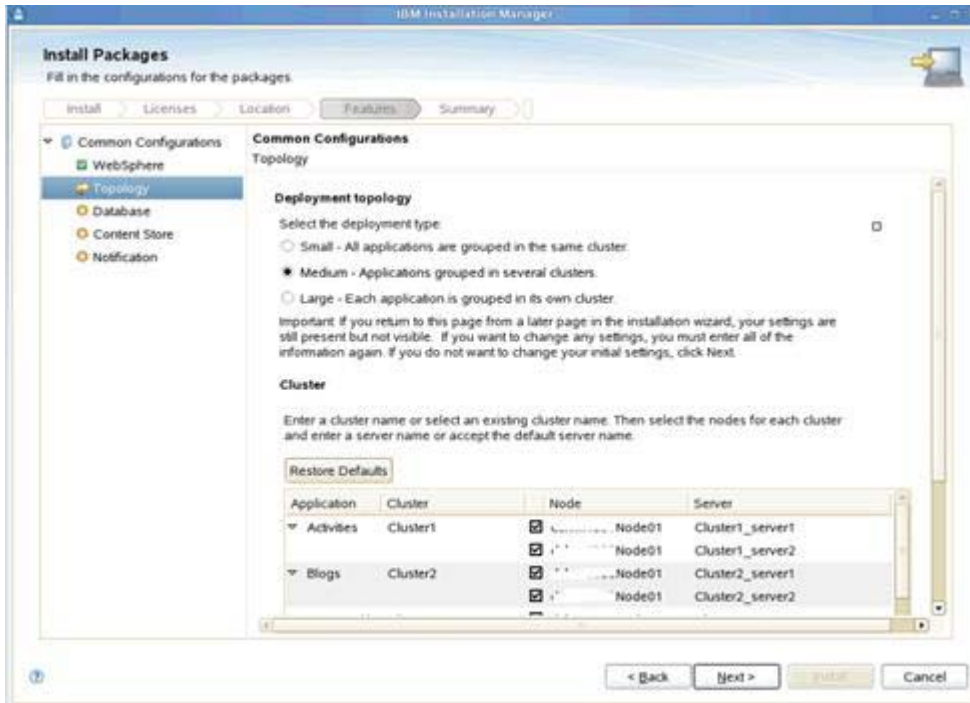 IBM Installation Manager
Install Packages
Fill in the configurations for the packages.
Install
Licenses
Location
Features
Summary
Common Configurations
WebSphere
Topology
Database
Content Store
Notification
Common Configurations
Topology
Deployment topology
Select the deployment type:
Small - All applications are grouped in the same cluster.
Medium - Applications grouped in several clusters.
Large - Each application is grouped in its own cluster.
Important: If you return to this page from a later page in the installation wizard, your settings are
still present but not visible. If you want to change any settings, you must enter all of the
information again. If you do not want to change your initial settings, click Next.
Cluster
Enter a cluster name or select an existing cluster name. Then select the nodes for each cluster
and enter a server name or accept the default server name.
Restore Defaults
Application Cluster Node Server
Activities Cluster1 Node01 Cluster1_server1
Node01 Cluster1_server2
Blogs Cluster2 Node01 Cluster2_server1
Node01 Cluster2_server2
< Back
Next >
Install
Cancel